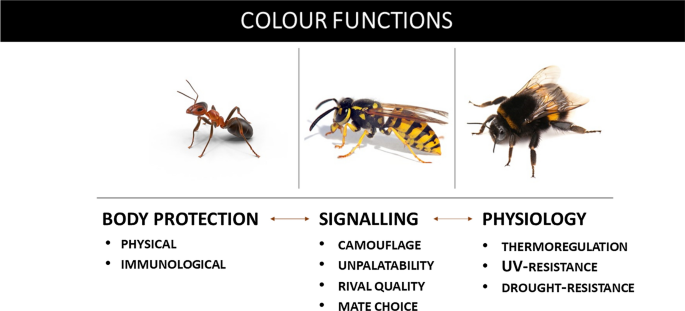 COLOUR FUNCTIONS
BODY PROTECTION
• PHYSICAL
• IMMUNOLOGICAL
SIGNALLING
• CAMOUFLAGE
• UNPALATABILITY
• RIVAL QUALITY
• MATE CHOICE
PHYSIOLOGY
• THERMOREGULATION
• UV-RESISTANCE
• DROUGHT-RESISTANCE